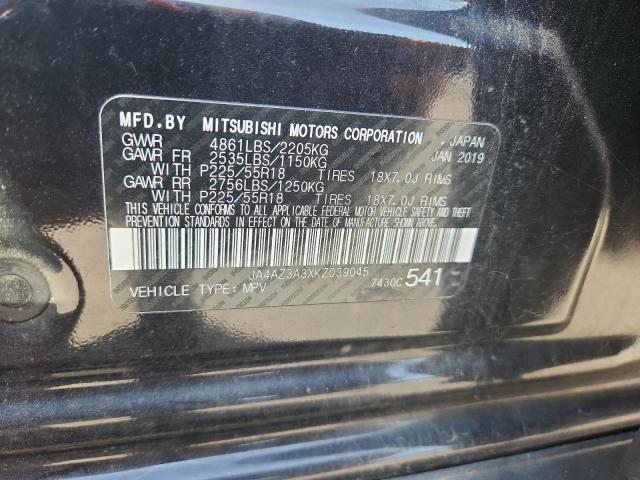 MFD.BY MITSUBISHI MOTORS CORPORATION , JAPAN
GVWR 4861LBS/2205KG JAN 2019
GAWR FR 2535LBS/1150KG
WITH P225/55R18 TIRES 18X7.0J RIMS
GAWR RR 2756LBS/1250KG
WITH P225/55R18 TIRES 18X7.0J RIMS
THIS VEHICLE CONFORMS TO ALL APPLICABLE FEDERAL MOTOR VEHICLE SAFETY AND THEFT
PREVENTION STANDARDS IN EFFECT ON THE DATE OF MANUFACTURE SHOWN ABOVE.
JA4AZ3A3XKZ039045
VEHICLE TYPE: MPV 7430C 541